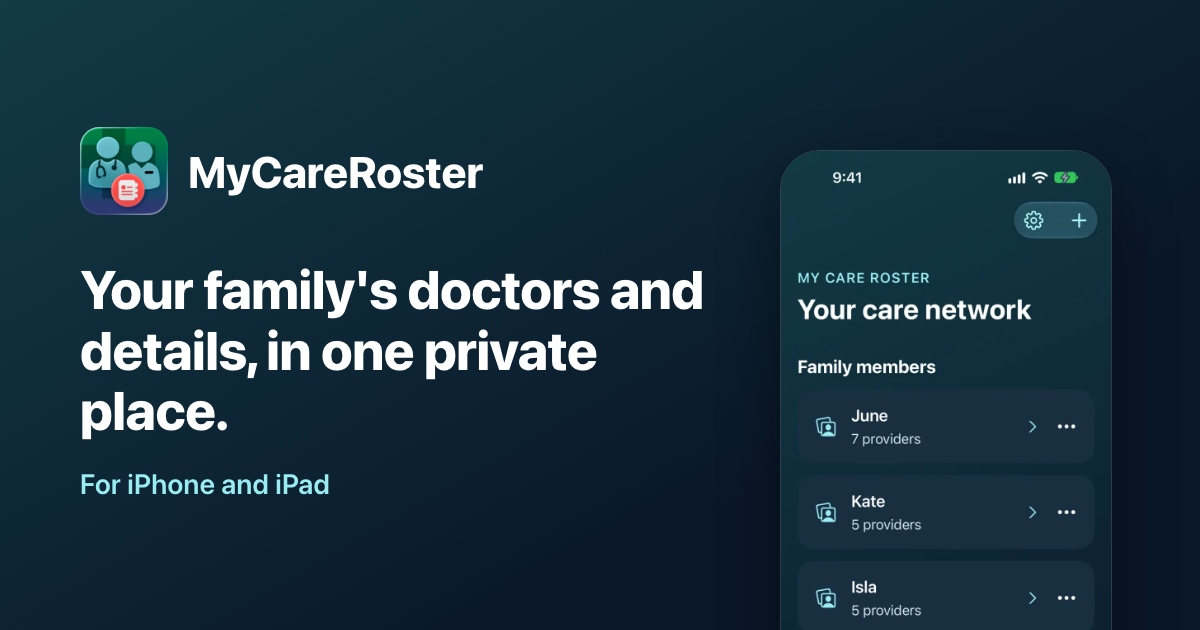 MyCareRoster
Your family's doctors and
details, in one private
place.
For iPhone and iPad
9:41
MY CARE ROSTER
Your care network
Family members
June
7 providers
Kate
5 providers
Isla
5 providers